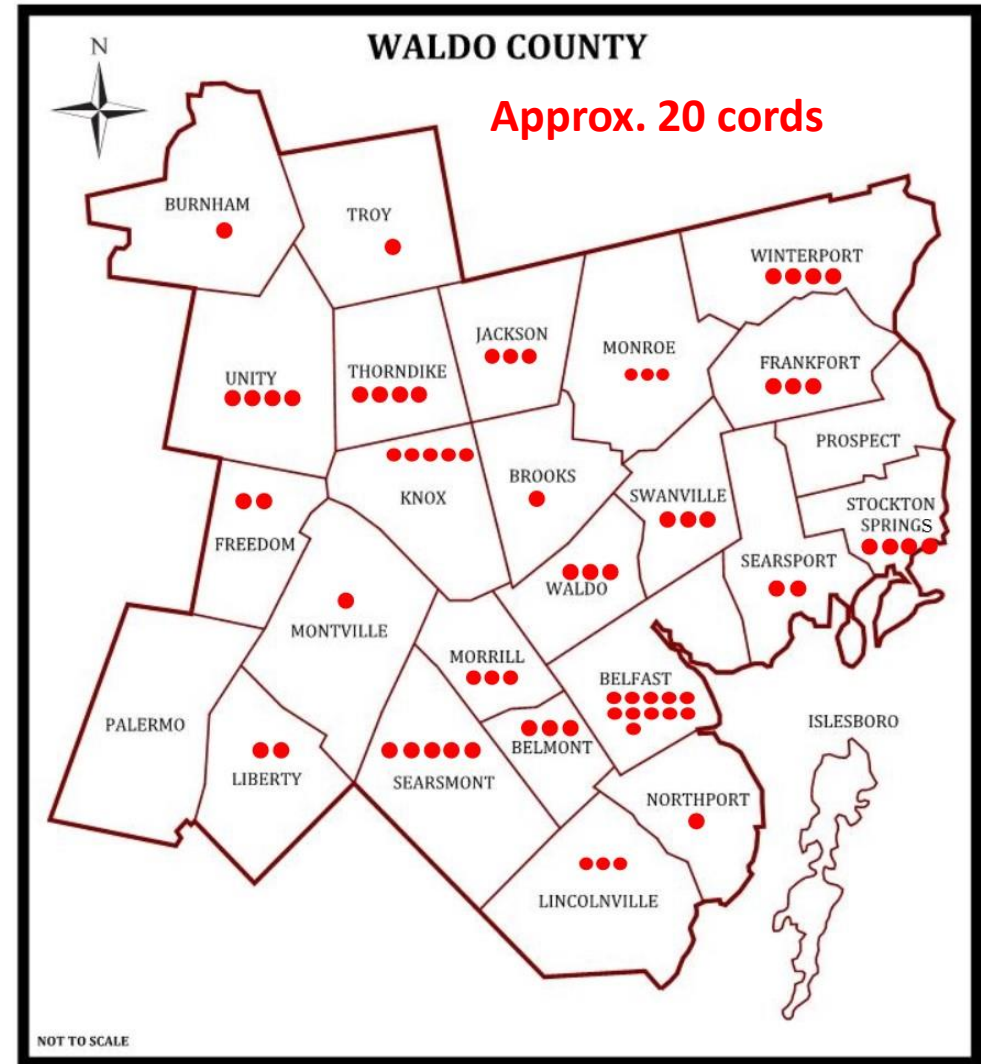 WALDO COUNTY
N
Approx. 20 cords
BURNHAM
TROY
WINTERPORT
JACKSON
MONROE
FRANKFORT
UNITY
THORNDIKE
PROSPECT
KNOX
BROOKS
SWANVILLE
STOCKTON
SPRINGS
FREEDOM
SEARSPORT
WALDO
MONTVILLE
MORRILL
BELFAST
PALERMO
ISLESBORO
BELMONT
LIBERTY
SEARSMONT
NORTHPORT
LINCOLNVILLE
NOT TO SCALE